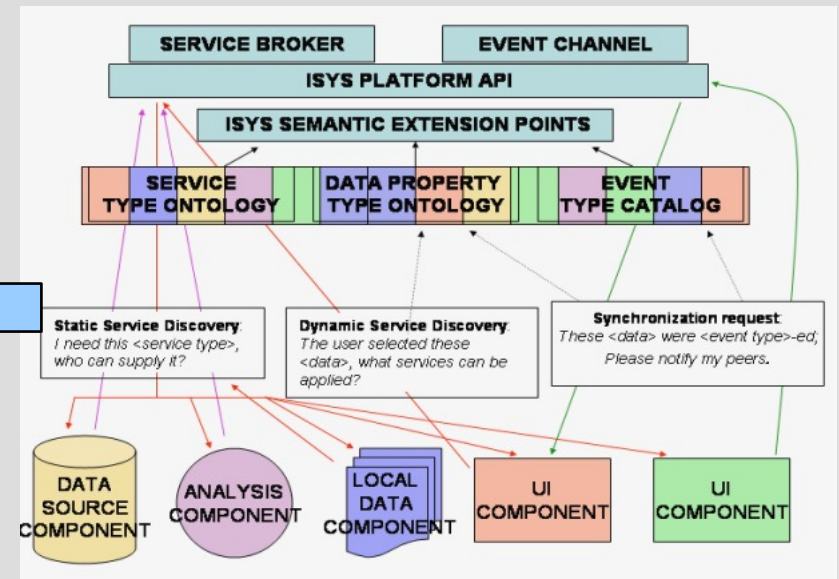 SERVICE BROKER
EVENT CHANNEL
ISYS PLATFORM API
ISYS SEMANTIC EXTENSION POINTS
SERVICE
TYPE ONTOLOGY
DATA PROPERTY
TYPE ONTOLOGY
EVENT
TYPE CATALOG
Static Service Discovery:
I need this <service type>,
who can supply it?
Dynamic Service Discovery:
The user selected these
<data>, what services can be
applied?
Synchronization request:
These <data> were <event type>-ed;
Please notify my peers.
DATA
SOURCE
COMPONENT
ANALYSIS
COMPONENT
LOCAL
DATA
COMPONENT
UI
COMPONENT
UI
COMPONENT